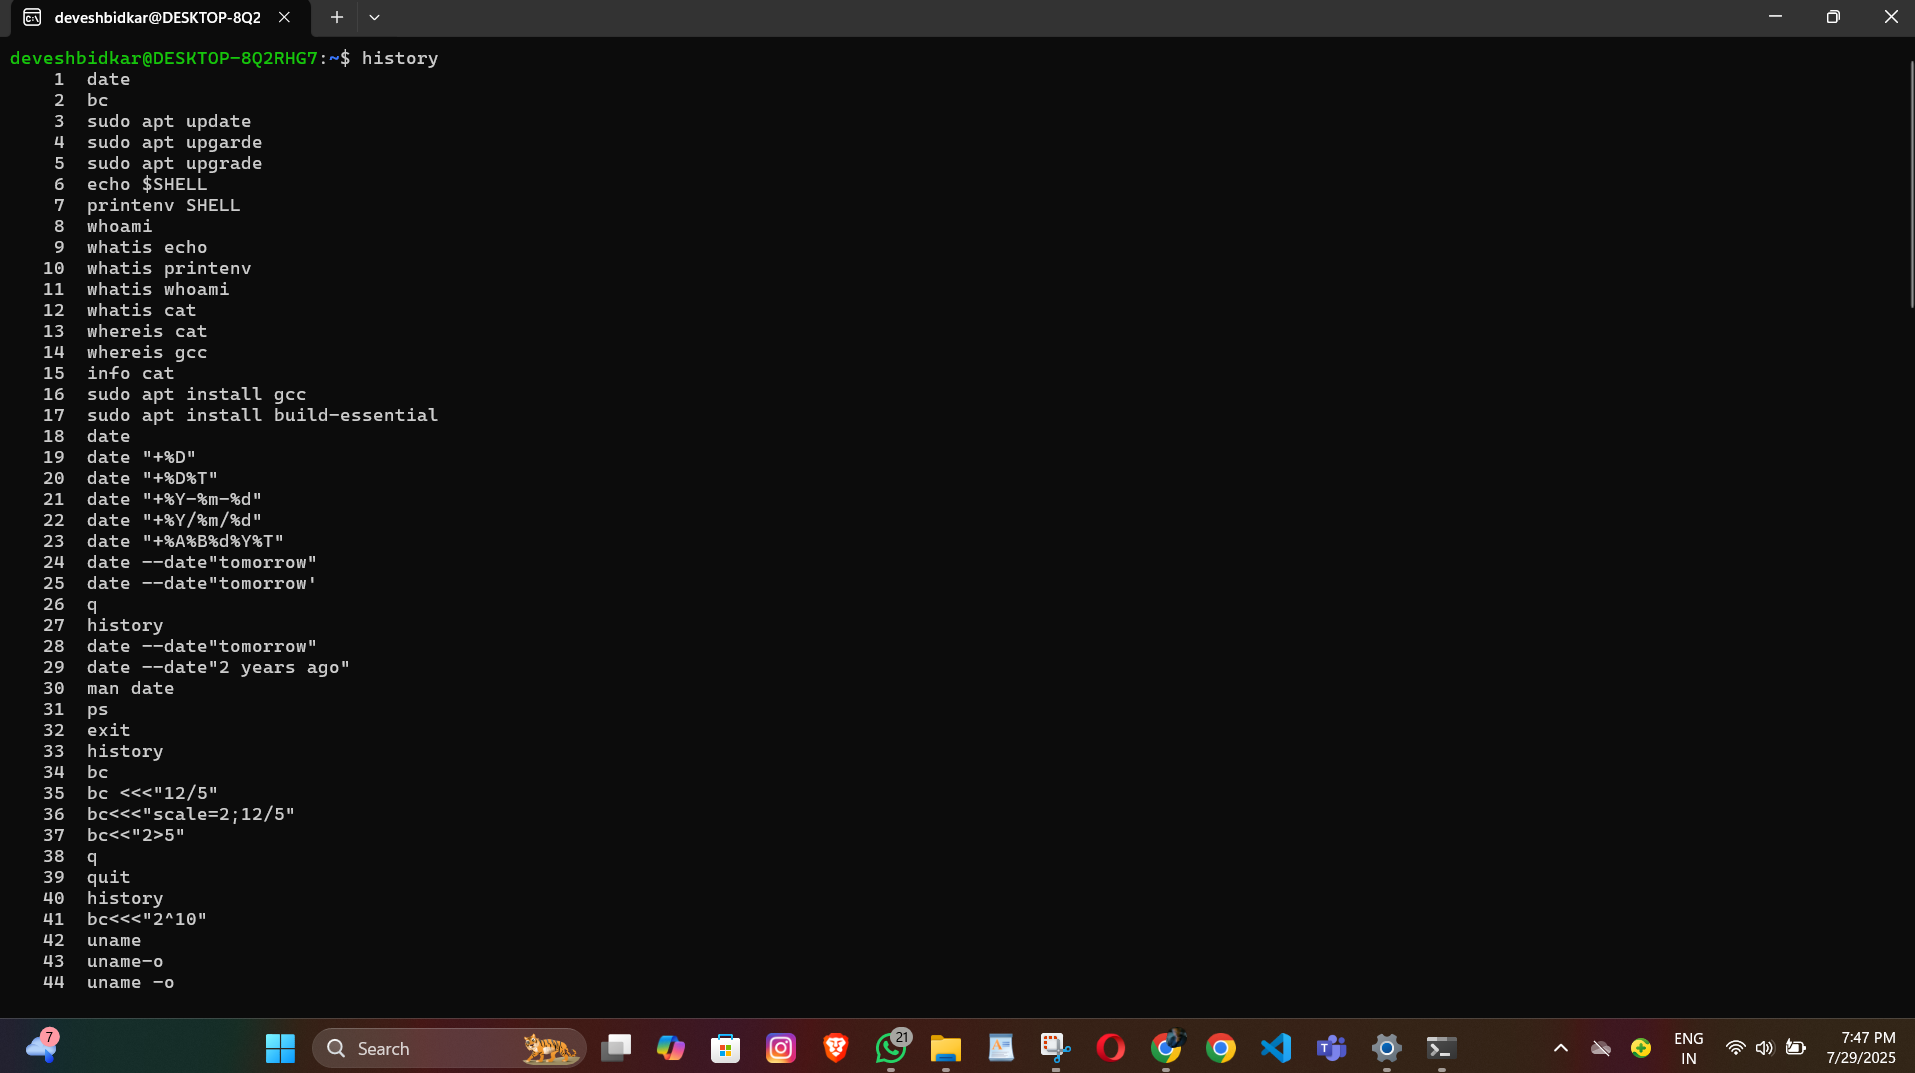 deveshbidkar@DESKTOP-8Q2
deveshbidkar@DESKTOP-8Q2RHG7:~$ history
1 date
2 bc
3 sudo apt update
4 sudo apt upgarde
5 sudo apt upgrade
6 echo $SHELL
7 printenv SHELL
8 whoami
9 whatis echo
10 whatis printenv
11 whatis whoami
12 whatis cat
13 whereis cat
14 whereis gcc
15 info cat
16 sudo apt install gcc
17 sudo apt install build-essential
18 date
19 date "+%D"
20 date "+%D%T"
21 date "+%Y-%m-%d"
22 date "+%Y/%m/%d"
23 date "+%A%B%d%Y%T"
24 date --date"tomorrow"
25 date --date"tomorrow'
26 q
27 history
28 date --date"tomorrow"
29 date --date"2 years ago"
30 man date
31 ps
32 exit
33 history
34 bc
35 bc <<<"12/5"
36 bc<<<"scale=2;12/5"
37 bc<<"2>5"
38 q
39 quit
40 history
41 bc<<<"2^10"
42 uname
43 uname-o
44 uname -o
7
Search
21
ENG
IN
7:47 PM
7/29/2025